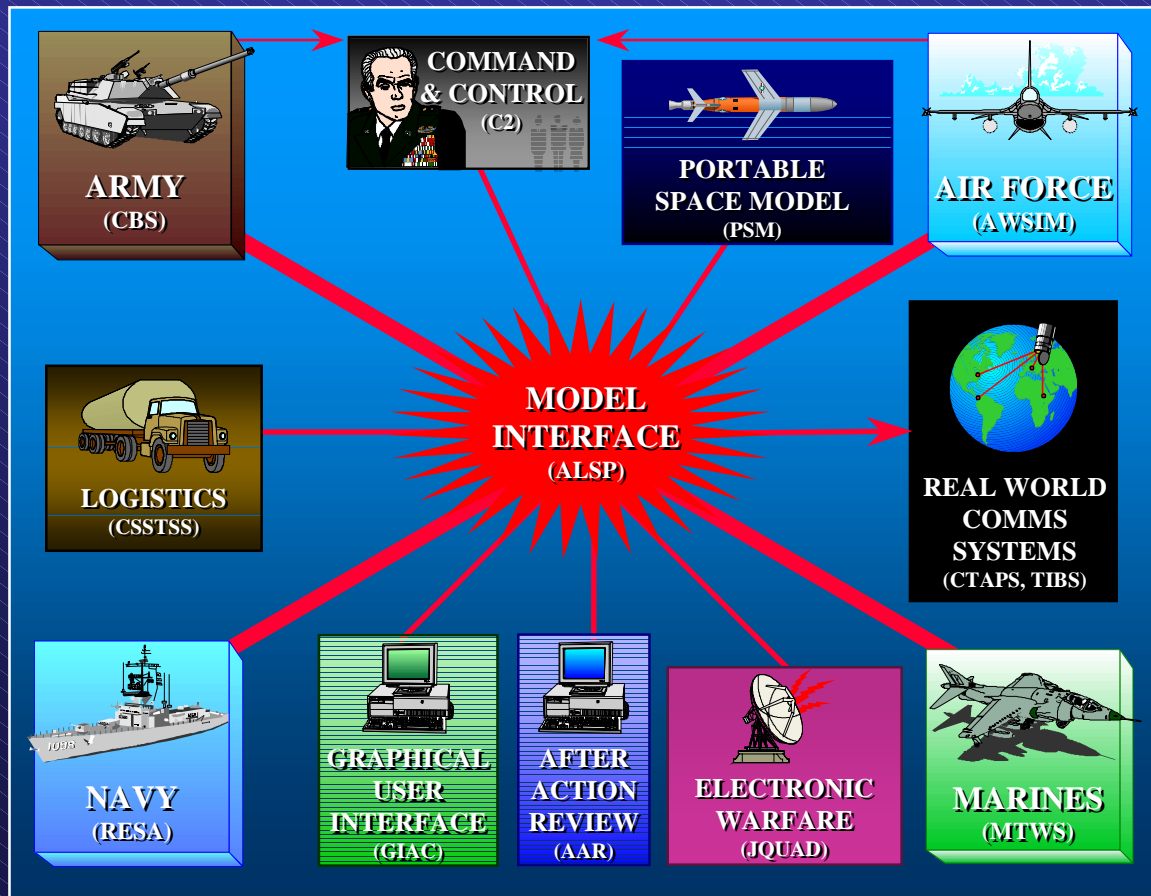 COMMAND
& CONTROL
(C2)
ARMY
(CBS)
PORTABLE
SPACE MODEL
(PSM)
AIR FORCE
(AWSIM)
MODEL
INTERFACE
(ALSP)
LOGISTICS
(CSSTSS)
REAL WORLD
COMMS
SYSTEMS
(CTAPS, TIBS)
1098
NAVY
(RESA)
GRAPHICAL
USER
INTERFACE
(GIAC)
AFTER
ACTION
REVIEW
(AAR)
ELECTRONIC
WARFARE
(JQUAD)
MARINES
(MTWS)